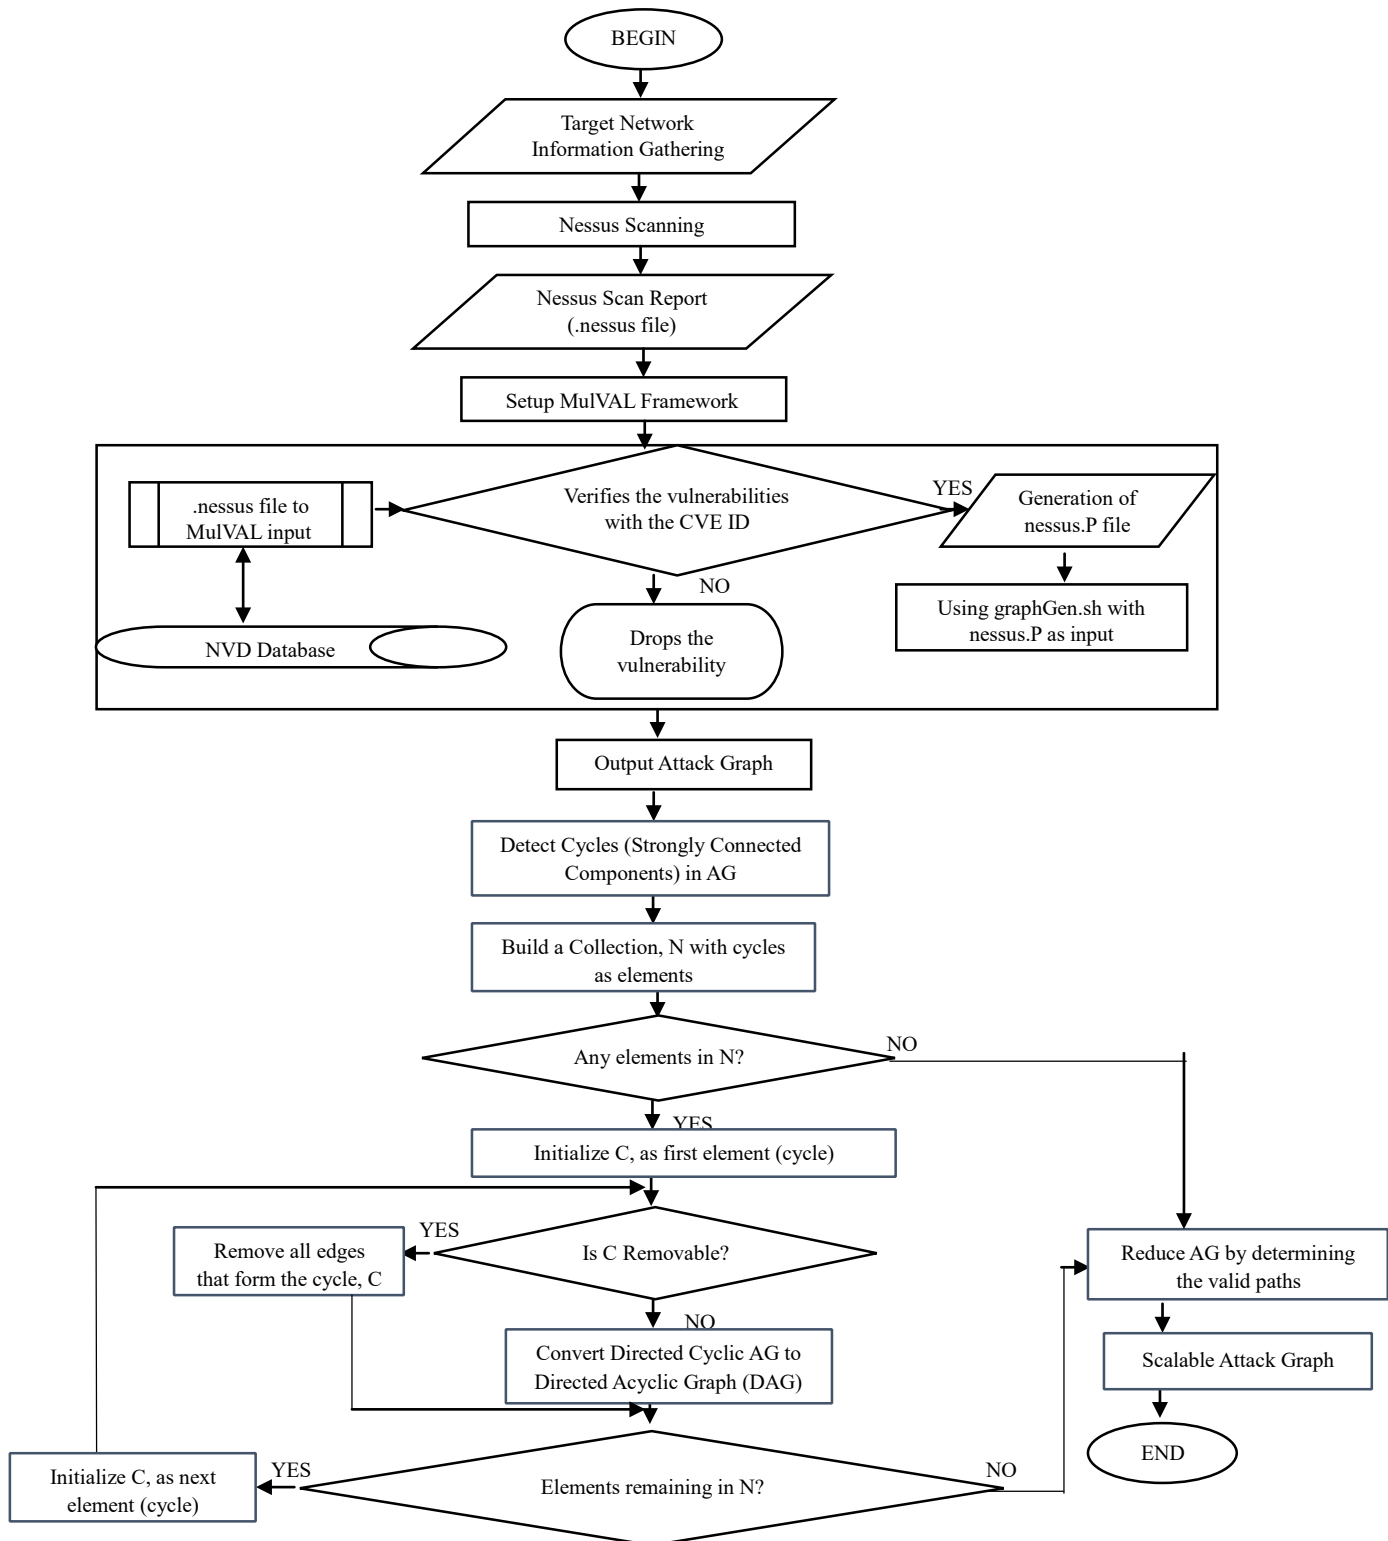 BEGIN
Target Network
Information Gathering
Nessus Scanning
Nessus Scan Report
(.nessus file)
Setup MulVAL Framework
.nessus file to
MulVAL input
Verifies the vulnerabilities
with the CVE ID
YES
Generation of
nessus.P file
NO
Using graphGen.sh with
nessus.P as input
NVD Database
Drops the
vulnerability
Output Attack Graph
Detect Cycles (Strongly Connected
Components) in AG
Build a Collection, N with cycles
as elements
Any elements in N?
NO
YES
Initialize C, as first element (cycle)
YES
Remove all edges
that form the cycle, C
Is C Removable?
Reduce AG by determining
the valid paths
NO
Convert Directed Cyclic AG to
Directed Acyclic Graph (DAG)
Scalable Attack Graph
END
Initialize C, as next
element (cycle)
YES
Elements remaining in N?
NO